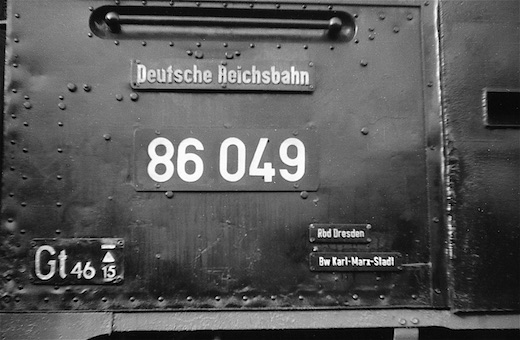 Deutsche Reichsbahn
86 049
Rbd Dresden
Bw Karl-Marx-Stadt
Gt 46 15